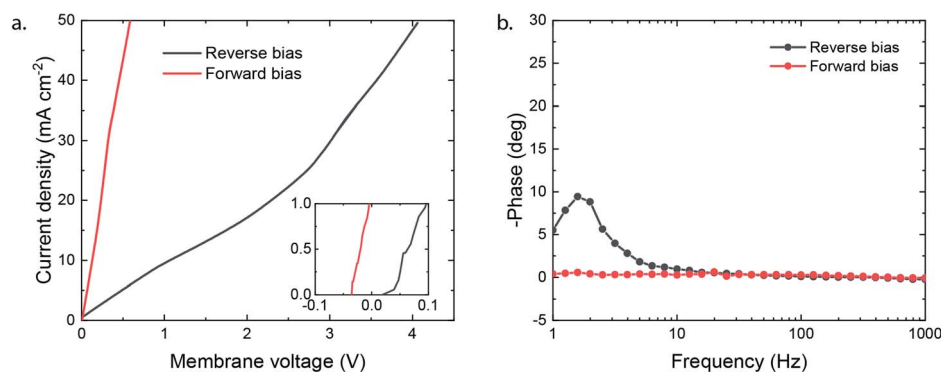 a.
50
40
30
20
10
0
Current density (mA cm⁻²)
Reverse bias
Forward bias
1.0
0.5
0.0
-0.1 0.0 0.1
0 1 2 3 4
Membrane voltage (V)
b.
30
25
20
15
10
5
0
-5
-Phase (deg)
Reverse bias
Forward bias
1 10 100 1000
Frequency (Hz)